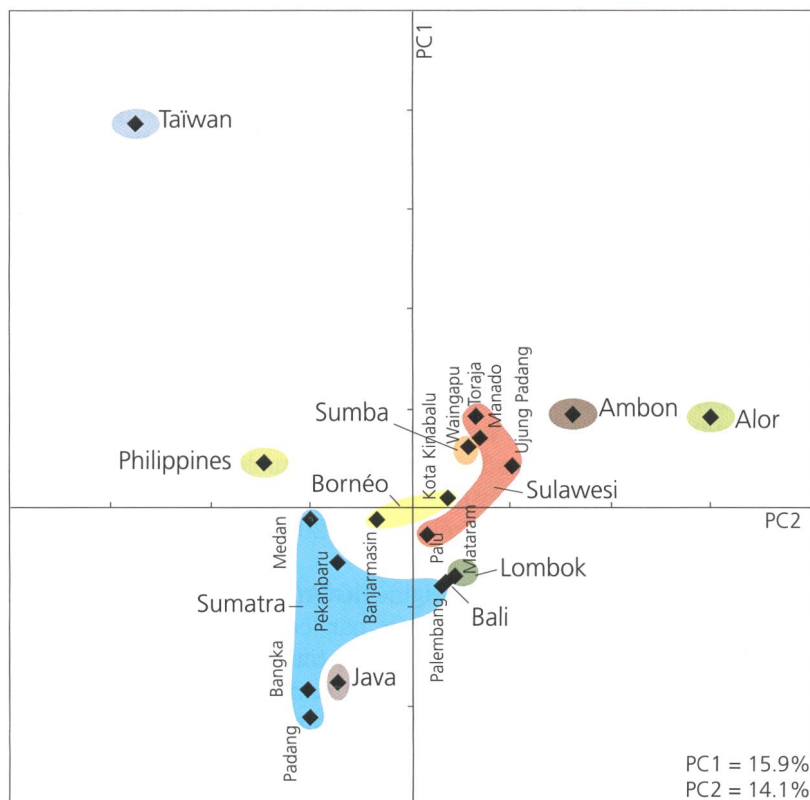 PC1
Taïwan
Toraja
Manado
Waingapu
Ujung Padang
Sumba
Ambon
Alor
Kota Kinabalu
Philippines
Bornéo
Sulawesi
PC2
Medan
Pekanbaru
Banjarmasin
Palu
Mataram
Lombok
Sumatra
Palembang
Bali
Bangka
Java
Padang
PC1 = 15.9%
PC2 = 14.1%